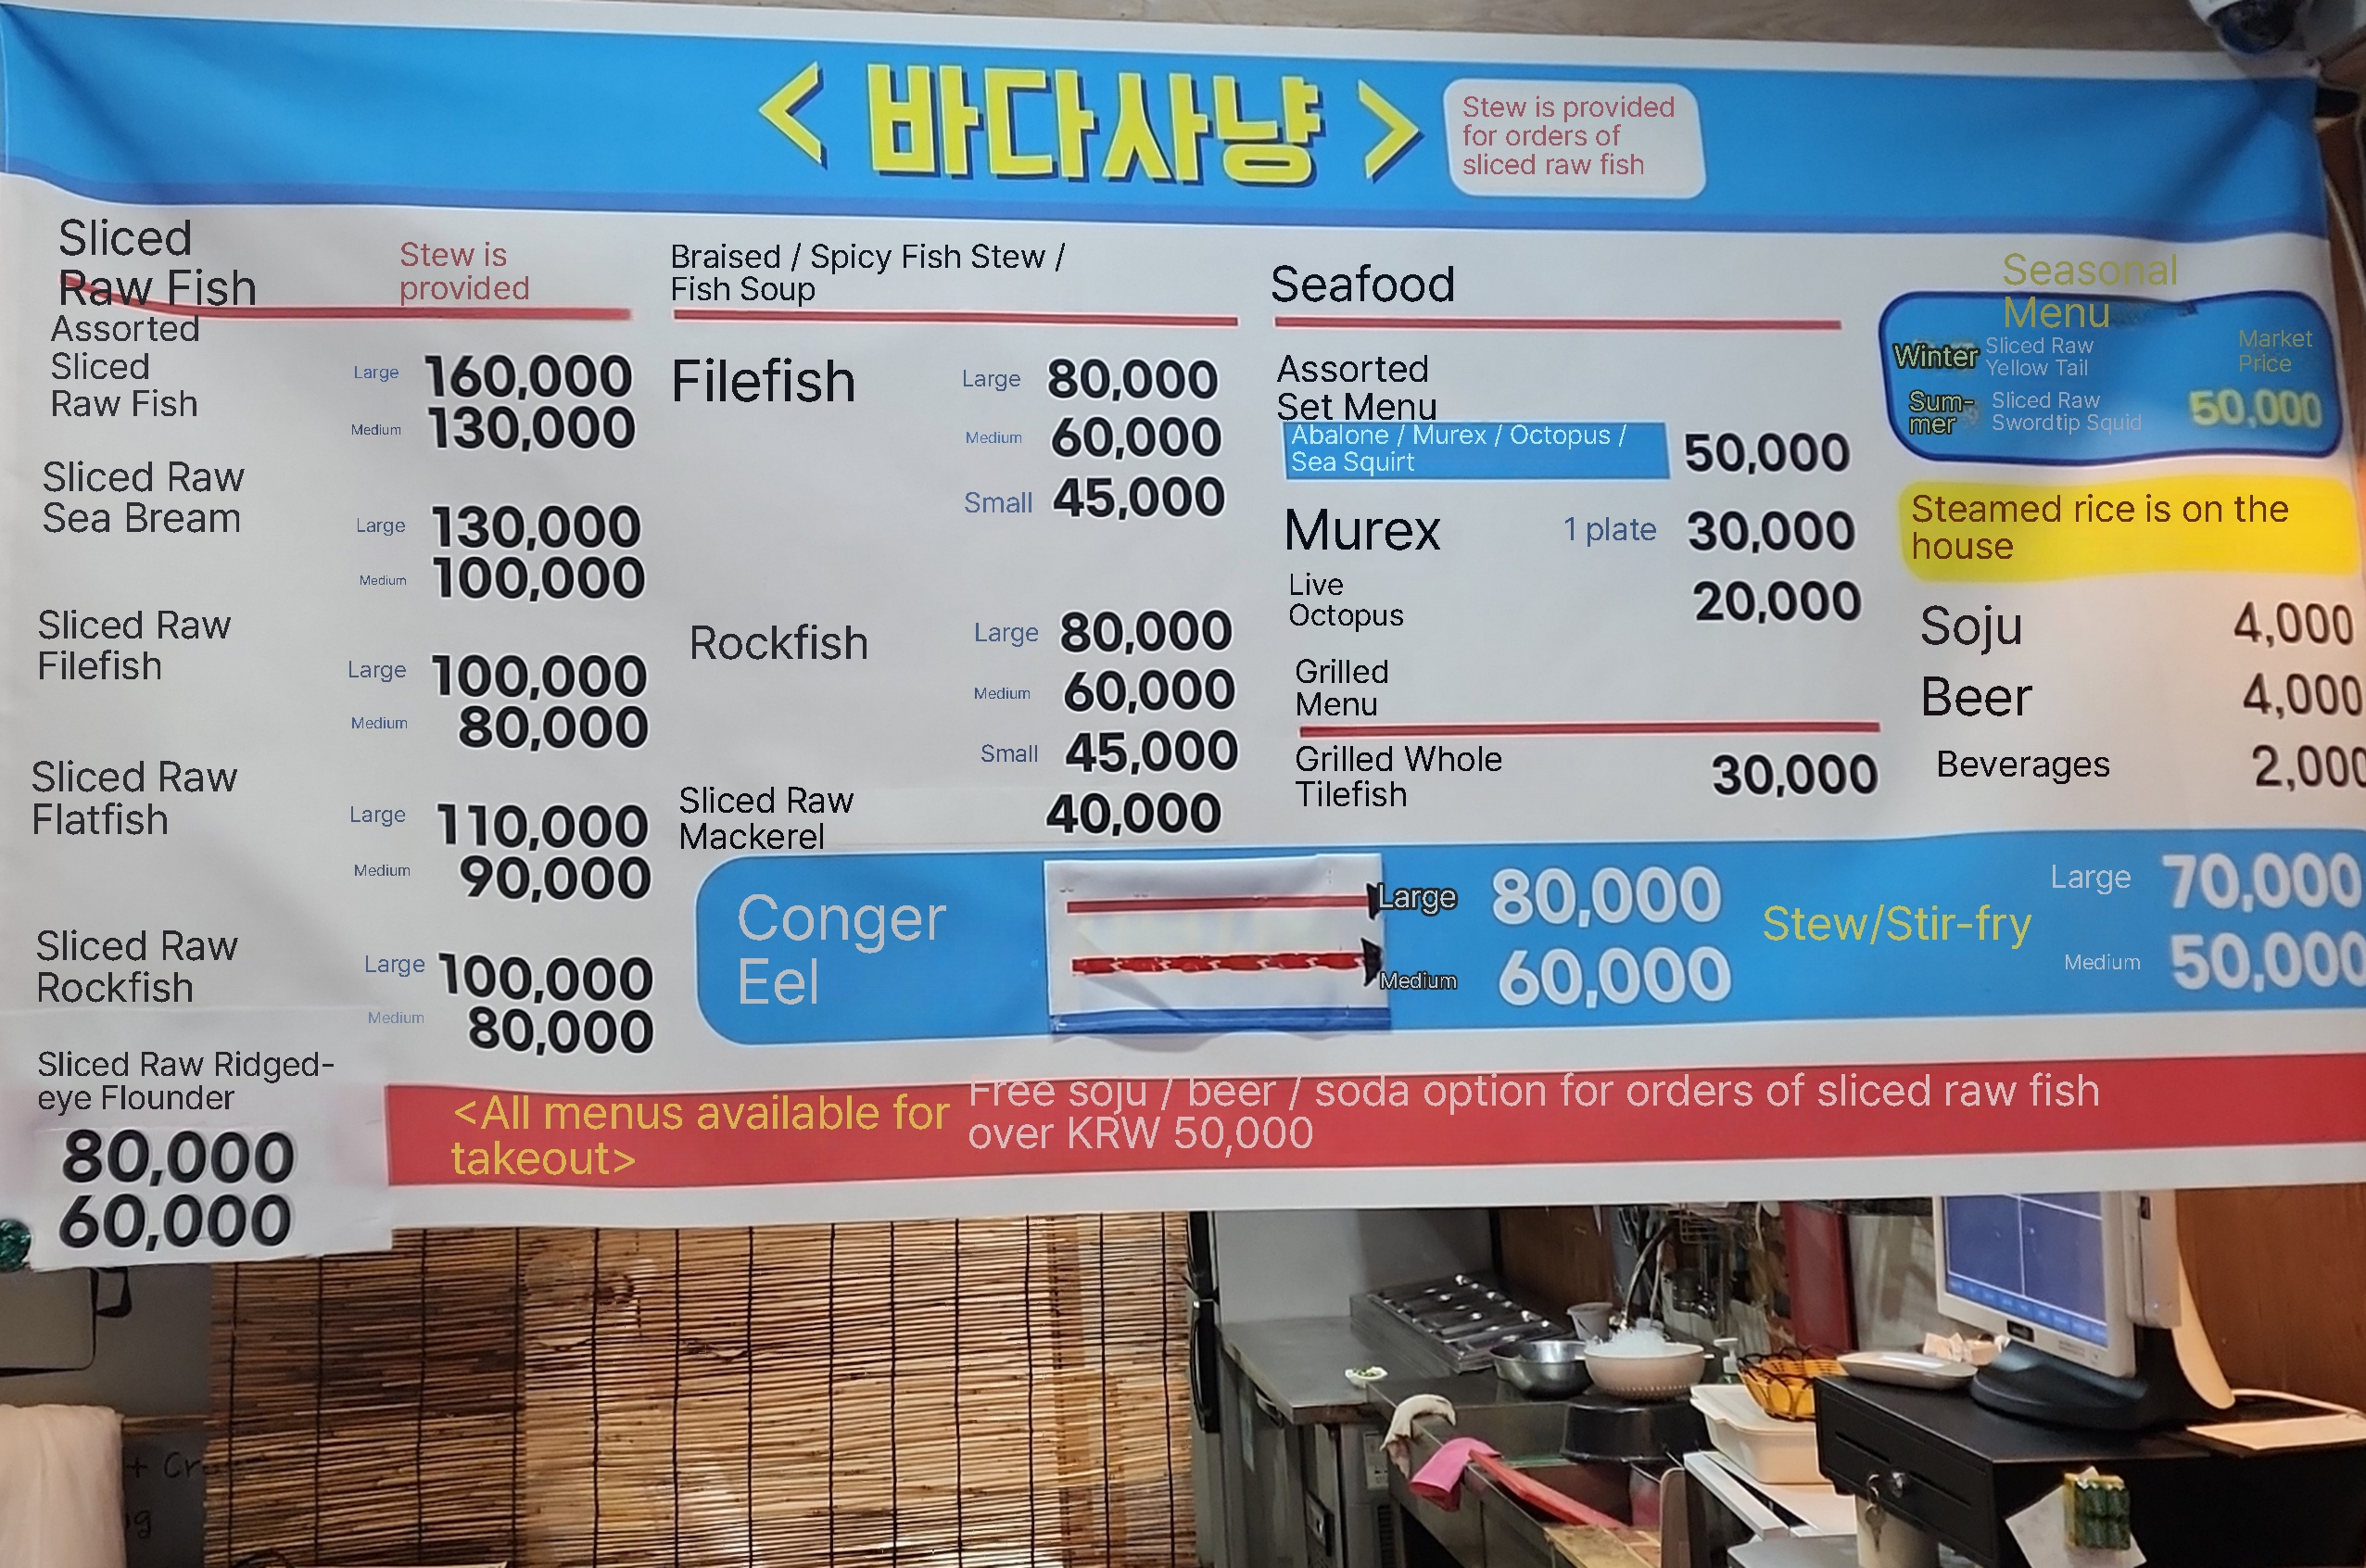 < 바다사냥 >
Stew is provided
for orders of
sliced raw fish
Sliced
Raw Fish
Stew is
provided
Assorted
Sliced
Raw Fish
Large 160,000
Medium 130,000
Sliced Raw
Sea Bream
Large 130,000
Medium 100,000
Sliced Raw
Filefish
Large 100,000
Medium 80,000
Sliced Raw
Flatfish
Large 110,000
Medium 90,000
Sliced Raw
Rockfish
Large 100,000
Medium 80,000
Sliced Raw Ridged-
eye Flounder
80,000
60,000
Braised / Spicy Fish Stew /
Fish Soup
Filefish Large 80,000
Medium 60,000
Small 45,000
Rockfish Large 80,000
Medium 60,000
Small 45,000
Sliced Raw
Mackerel
40,000
Seafood
Assorted
Set Menu
Abalone / Murex / Octopus /
Sea Squirt
50,000
Murex 1 plate 30,000
Live
Octopus
20,000
Grilled
Menu
Grilled Whole
Tilefish
30,000
Seasonal
Menu
Winter
Sliced Raw
Yellow Tail
Market
Price
Sum-
mer
Sliced Raw
Swordtip Squid
50,000
Steamed rice is on the
house
Soju 4,000
Beer 4,000
Beverages 2,000
Conger
Eel
Large 80,000
Medium 60,000
Stew/Stir-fry
Large 70,000
Medium 50,000
<All menus available for
takeout>
Free soju / beer / soda option for orders of sliced raw fish
over KRW 50,000